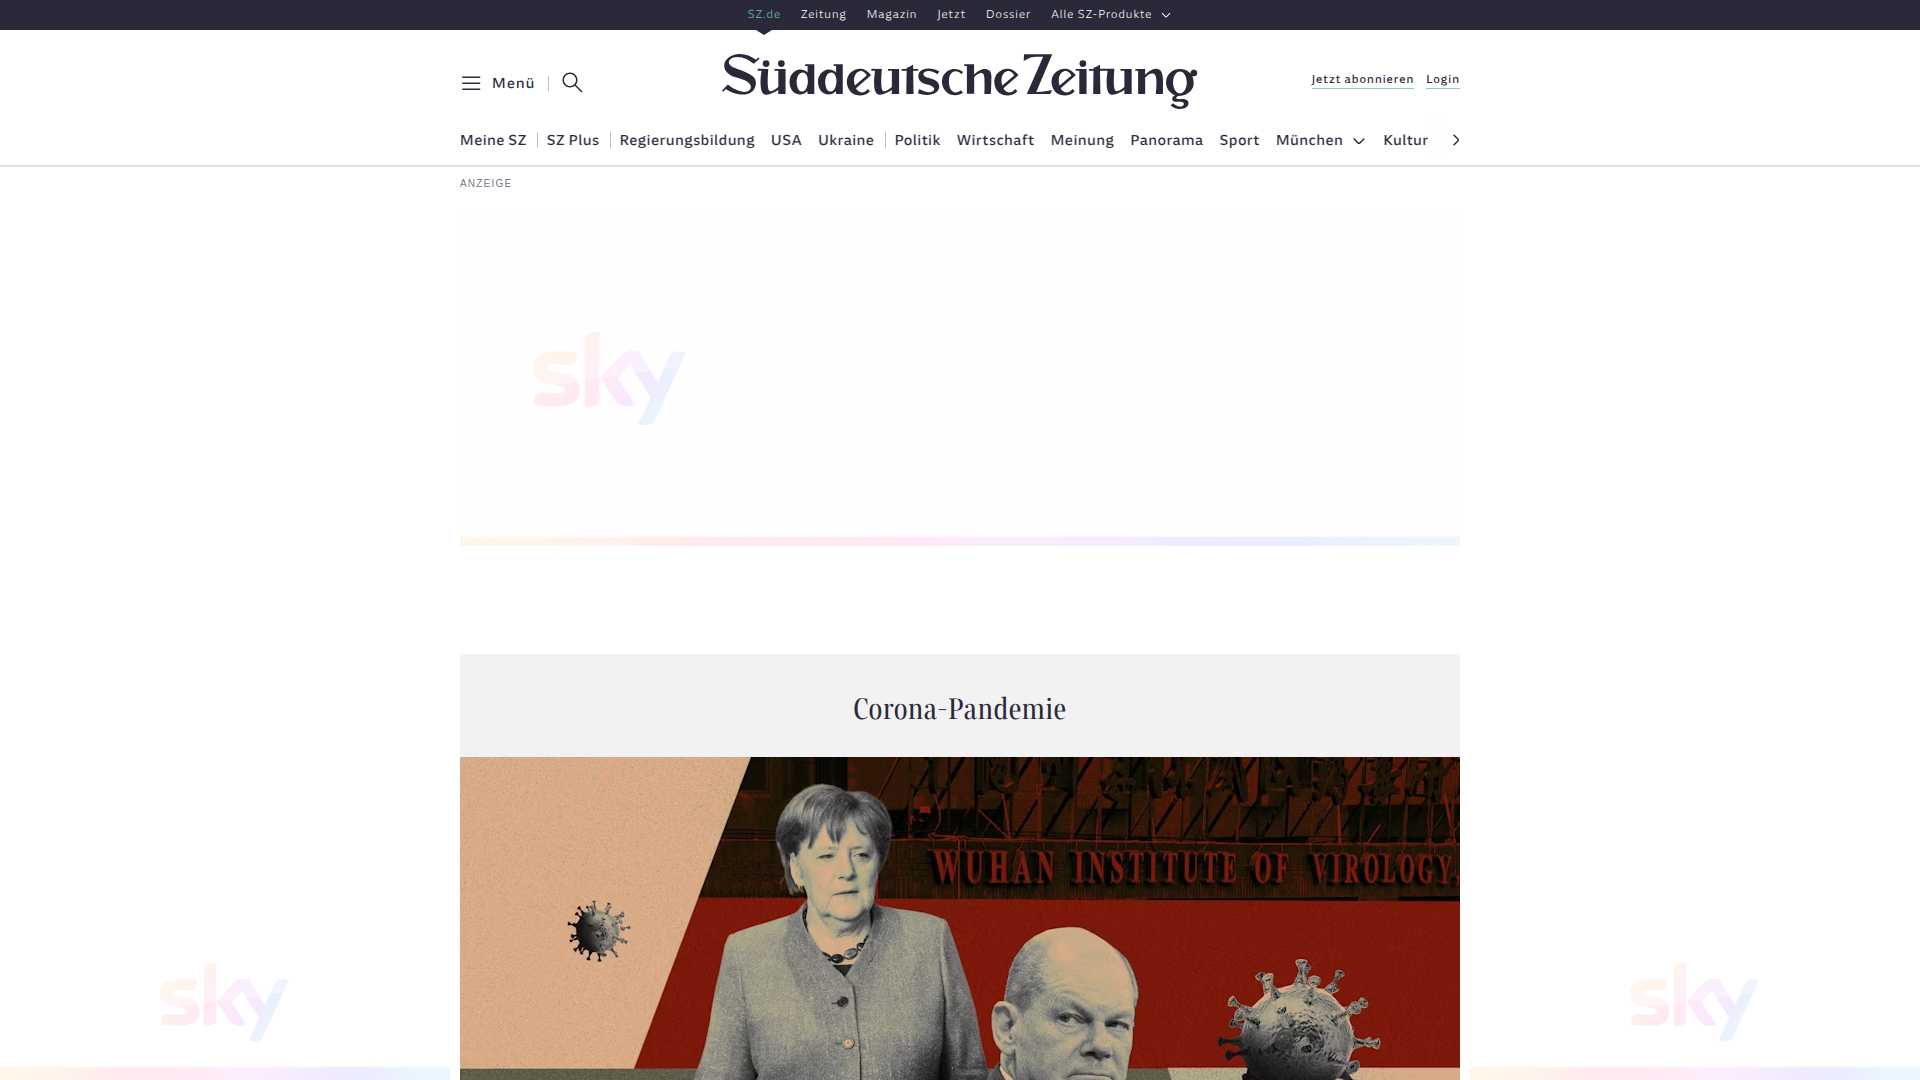 SZ.de Zeitung Magazin Jetzt Dossier Alle SZ-Produkte
Menü
Süddeutsche Zeitung
Jetzt abonnieren Login
Meine SZ SZ Plus Regierungsbildung USA Ukraine Politik Wirtschaft Meinung Panorama Sport München Kultur
ANZEIGE
sky
Corona-Pandemie
WUHAN INSTITUTE OF VIROLOGY,
sky
sky